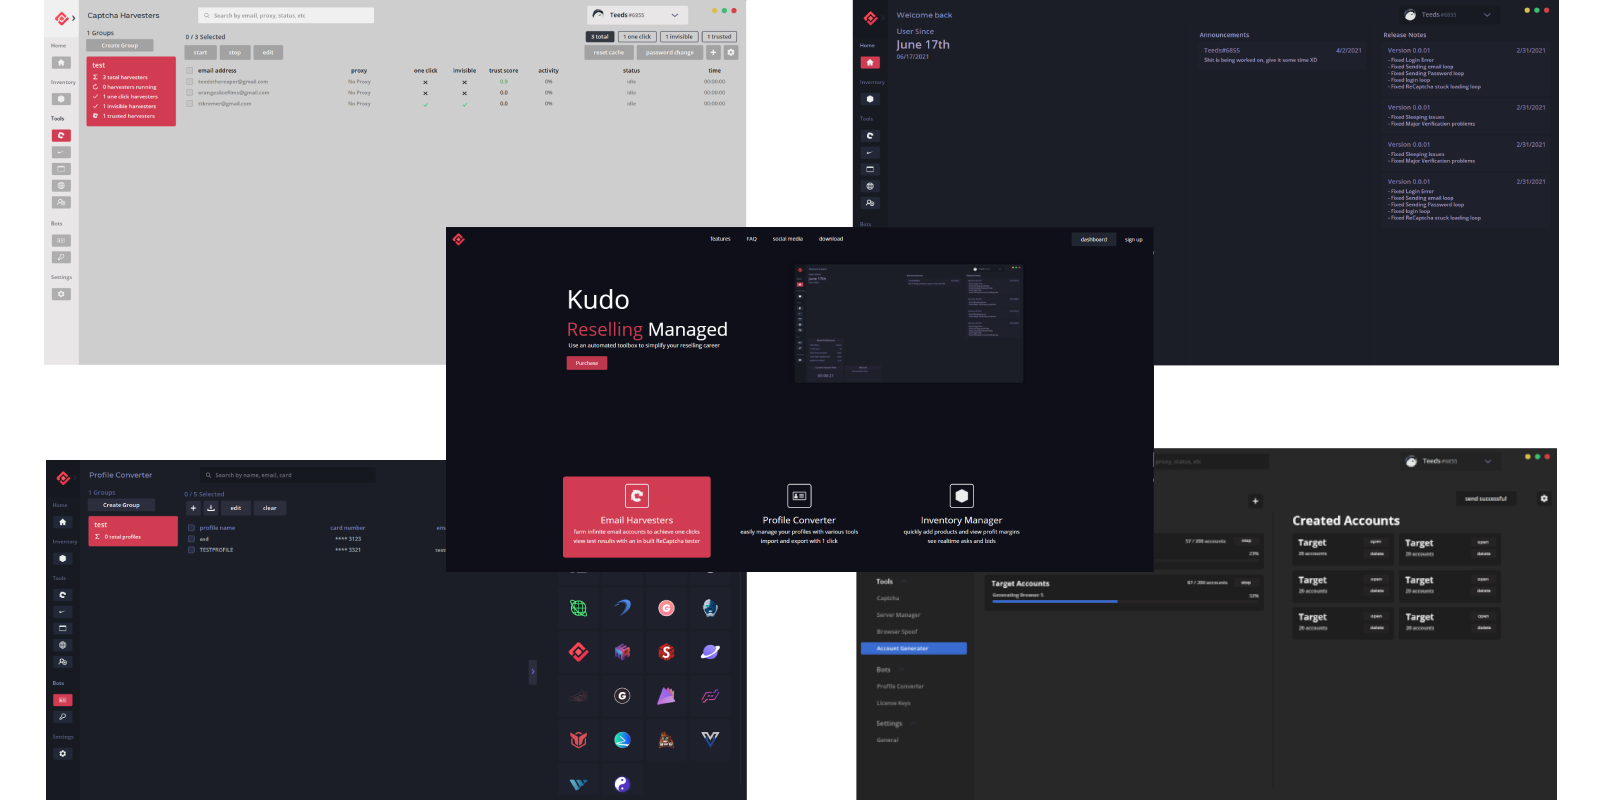 Captcha Harvesters
Search by email, proxy, status, etc
Teeds #6855
1 Groups
Create Group
0 / 3 Selected
3 total
1 one click
1 invisible
1 trusted
start
stop
edit
reset cache
password change
Home
Inventory
Tools
Bots
Settings
test
3 total harvesters
0 harvesters running
1 one click harvesters
1 invisible harvesters
1 trusted harvesters
email address proxy one click invisible trust score activity status time
teedsthereaper@gmail.com No Proxy 0.9 0% idle 00:00:00
orangeslicefilms@gmail.com No Proxy 0.0 0% idle 00:00:00
No Proxy 0.0 0% idle 00:00:00
Welcome back
Teeds #6855
User Since
June 17th
06/17/2021
Home
Inventory
Tools
Bots
Announcements
Teeds#6855 4/2/2021
Shit is being worked on, give it some time XD
Release Notes
Version 0.0.01 2/31/2021
- Fixed Login Error
- Fixed Sending email loop
- Fixed Sending Password loop
- Fixed login loop
- Fixed ReCaptcha stuck loading loop
Version 0.0.01 2/31/2021
- Fixed Sleeping Issues
- Fixed Major Verification problems
Version 0.0.01 2/31/2021
- Fixed Sleeping Issues
- Fixed Major Verification problems
Version 0.0.01 2/31/2021
- Fixed Login Error
- Fixed Sending email loop
- Fixed Sending Password loop
- Fixed login loop
- Fixed ReCaptcha stuck loading loop
features
FAQ
social media
download
dashboard
sign up
Kudo
Reselling Managed
Use an automated toolbox to simplify your reselling career
Purchase
June 17th
00:00:21
Email Harvesters
farm infinite email accounts to achieve one clicks
view test results with an in built ReCaptcha tester
Profile Converter
easily manage your profiles with various tools
import and export with 1 click
Inventory Manager
quickly add products and view profit margins
see realtime asks and bids
Profile Converter
Search by name, email, card
1 Groups
Create Group
0 / 5 Selected
edit
clear
Home
Inventory
Tools
Bots
Settings
test
0 total profiles
profile name card number ema
asd **** 3123
TESTPROFILE **** 3321 test
proxy, status, etc
Teeds #6855
send successful
57 / 200 accounts stop
23%
Target Accounts 87 / 200 accounts stop
Generating Browser 5 53%
Tools
Captcha
Server Manager
Browser Spoof
Account Generator
Bots
Profile Converter
License Keys
Settings
General
Created Accounts
Target open
20 accounts delete
Target open
20 accounts delete
Target open
20 accounts delete
Target open
20 accounts delete
Target open
20 accounts delete
Target open
20 accounts delete